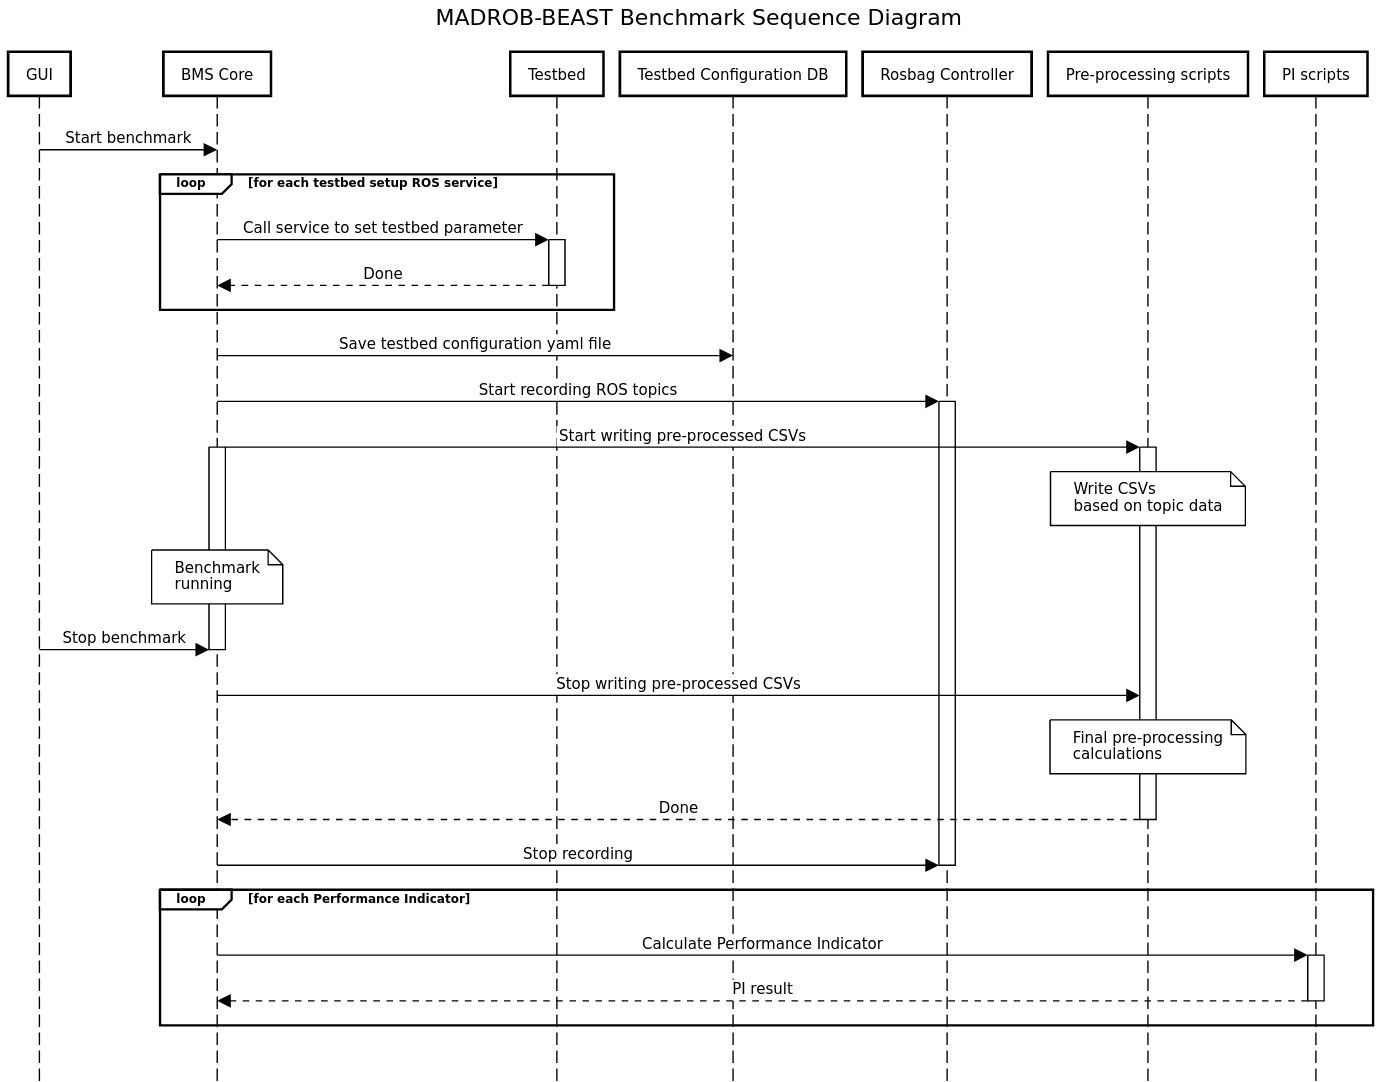 MADROB-BEAST Benchmark Sequence Diagram
GUI
BMS Core
Testbed
Testbed Configuration DB
Rosbag Controller
Pre-processing scripts
PI scripts
Start benchmark
loop
[for each testbed setup ROS service]
Call service to set testbed parameter
Done
Save testbed configuration yaml file
Start recording ROS topics
Start writing pre-processed CSVs
Write CSVs
based on topic data
Benchmark
running
Stop benchmark
Stop writing pre-processed CSVs
Final pre-processing
calculations
Done
Stop recording
loop
[for each Performance Indicator]
Calculate Performance Indicator
PI result